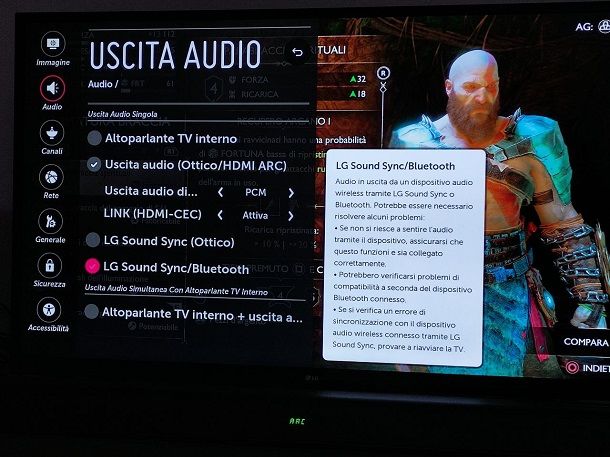 USCITA AUDIO
Audio /
Immagine
Audio
Canali
Rete
Generale
Sicurezza
Accessibilità
Uscita Audio Singola
Altoparlante TV interno
Uscita audio (Ottico/HDMI ARC)
Uscita audio di... PCM
LINK (HDMI-CEC) Attiva
LG Sound Sync (Ottico)
LG Sound Sync/Bluetooth
Uscita Audio Simultanea Con Altoparlante TV Interno
Altoparlante TV interno + uscita a...
LG Sound Sync/Bluetooth
Audio in uscita da un dispositivo audio
wireless tramite LG Sound Sync o
Bluetooth. Potrebbe essere necessario
risolvere alcuni problemi:
• Se non si riesce a sentire l'audio
tramite il dispositivo, assicurarsi che
questo funzioni e sia collegato
correttamente.
• Potrebbero verificarsi problemi di
compatibilità a seconda del dispositivo
Bluetooth connesso.
• Se si verifica un errore di
sincronizzazione con il dispositivo
audio wireless connesso tramite LG
Sound Sync, provare a riavviare la TV.
AG:
4
FORZA
RICARICA
32
18
R
FORTUNA
Potenziabile
COMPARA
INDIET
LG
ARC